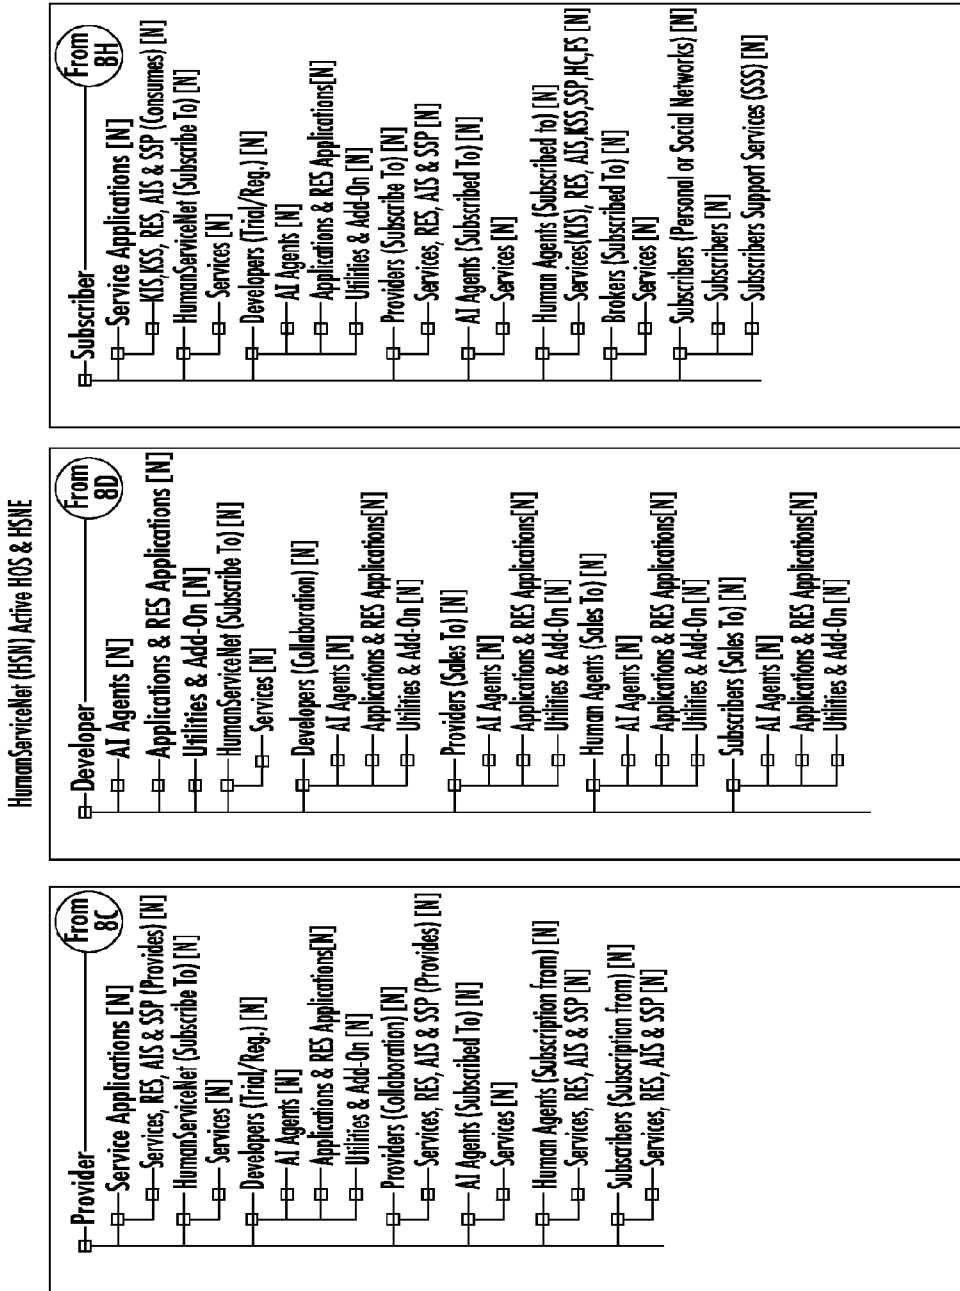 HumanServiceNet (HSN) Active HOS & HSNE
From
8C
Provider
Service Applications [N]
Services, RES, AIS & SSP (Provides) [N]
HumanServiceNet (Subscribe To) [N]
Services [N]
Developers (Trial/Reg.) [N]
AI Agents [N]
Applications & RES Applications[N]
Utilities & Add-On [N]
Providers (Collaboration) [N]
Services, RES, AIS & SSP (Provides) [N]
AI Agents (Subscribed To) [N]
Services [N]
Human Agents (Subscription from) [N]
Services, RES, AIS & SSP [N]
Subscribers (Subscription from) [N]
Services, RES, AIS & SSP [N]
From
8D
Developer
AI Agents [N]
Applications & RES Applications [N]
Utilities & Add-On [N]
HumanServiceNet (Subscribe To) [N]
Services [N]
Developers (Collaboration) [N]
AI Agents [N]
Applications & RES Applications[N]
Utilities & Add-On [N]
Providers (Sales To) [N]
AI Agents [N]
Applications & RES Applications[N]
Utilities & Add-On [N]
Human Agents (Sales To) [N]
AI Agents [N]
Applications & RES Applications[N]
Utilities & Add-On [N]
Subscribers (Sales To) [N]
AI Agents [N]
Applications & RES Applications[N]
Utilities & Add-On [N]
From
8H
Subscriber
Service Applications [N]
KIS,KSS, RES, AIS & SSP (Consumes) [N]
HumanServiceNet (Subscribe To) [N]
Services [N]
Developers (Trial/Reg.) [N]
AI Agents [N]
Applications & RES Applications[N]
Utilities & Add-On [N]
Providers (Subscribe To) [N]
Services, RES, AIS & SSP [N]
AI Agents (Subscribed To) [N]
Services [N]
Human Agents (Subscribed to) [N]
Services(KIS), RES, AIS,KSS,SSP,HC,FS [N]
Brokers (Subscribed To) [N]
Services [N]
Subscribers (Personal or Social Networks) [N]
Subscribers [N]
Subscribers Support Services (SSS) [N]